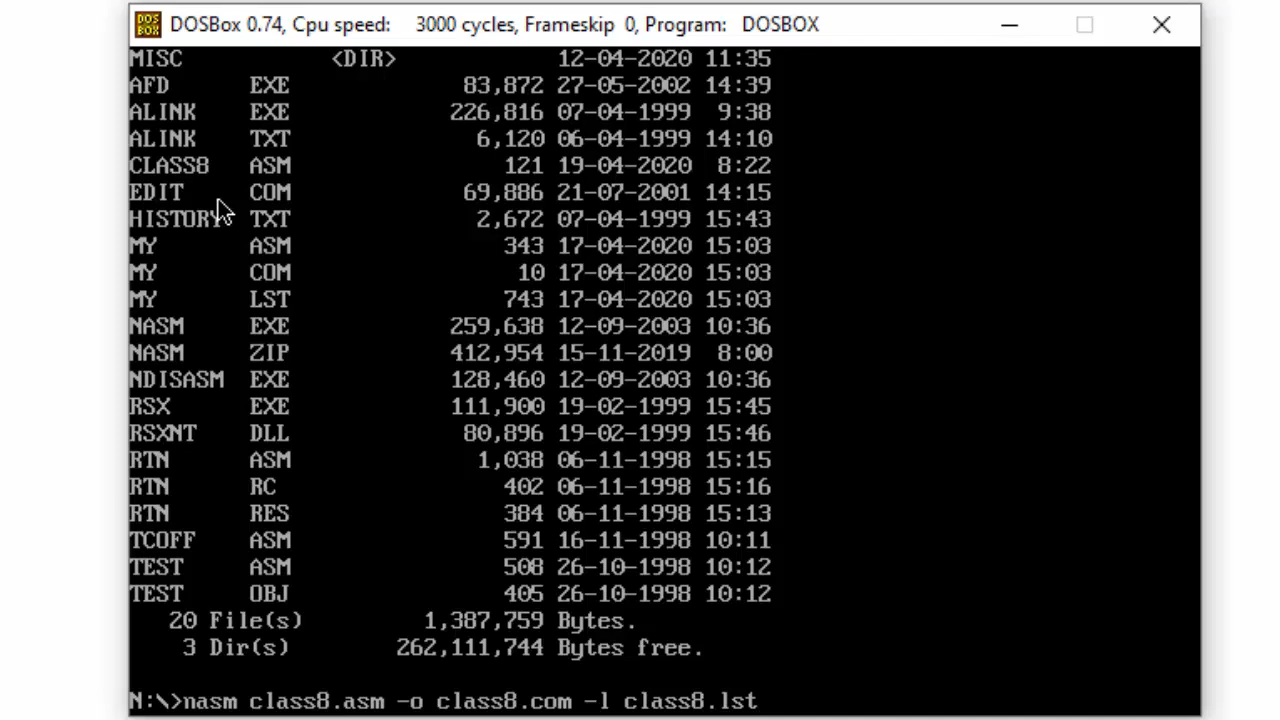 DOS BOX DOSBox 0.74, Cpu speed: 3000 cycles, Frameskip 0, Program: DOSBOX
MISC <DIR> 12-04-2020 11:35
AFD EXE 83,872 27-05-2002 14:39
ALINK EXE 226,816 07-04-1999 9:38
ALINK TXT 6,120 06-04-1999 14:10
CLASS8 ASM 121 19-04-2020 8:22
EDIT COM 69,886 21-07-2001 14:15
HISTORY TXT 2,672 07-04-1999 15:43
MY ASM 343 17-04-2020 15:03
MY COM 10 17-04-2020 15:03
MY LST 743 17-04-2020 15:03
NASM EXE 259,638 12-09-2003 10:36
NASM ZIP 412,954 15-11-2019 8:00
NDISASM EXE 128,460 12-09-2003 10:36
RSX EXE 111,900 19-02-1999 15:45
RSXNT DLL 80,896 19-02-1999 15:46
RTN ASM 1,038 06-11-1998 15:15
RTN RC 402 06-11-1998 15:16
RTN RES 384 06-11-1998 15:13
TCOFF ASM 591 16-11-1998 10:11
TEST ASM 508 26-10-1998 10:12
TEST OBJ 405 26-10-1998 10:12
20 File(s) 1,387,759 Bytes.
3 Dir(s) 262,111,744 Bytes free.
N:\>nasm class8.asm -o class8.com -l class8.lst